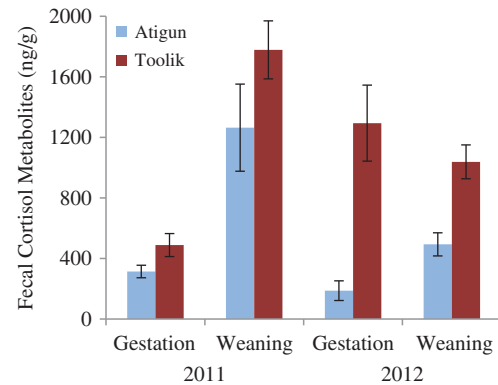 Fecal Cortisol Metabolites (ng/g)
2000
1600
1200
800
400
0
Atigun
Toolik
Gestation Weaning Gestation Weaning
2011 2012